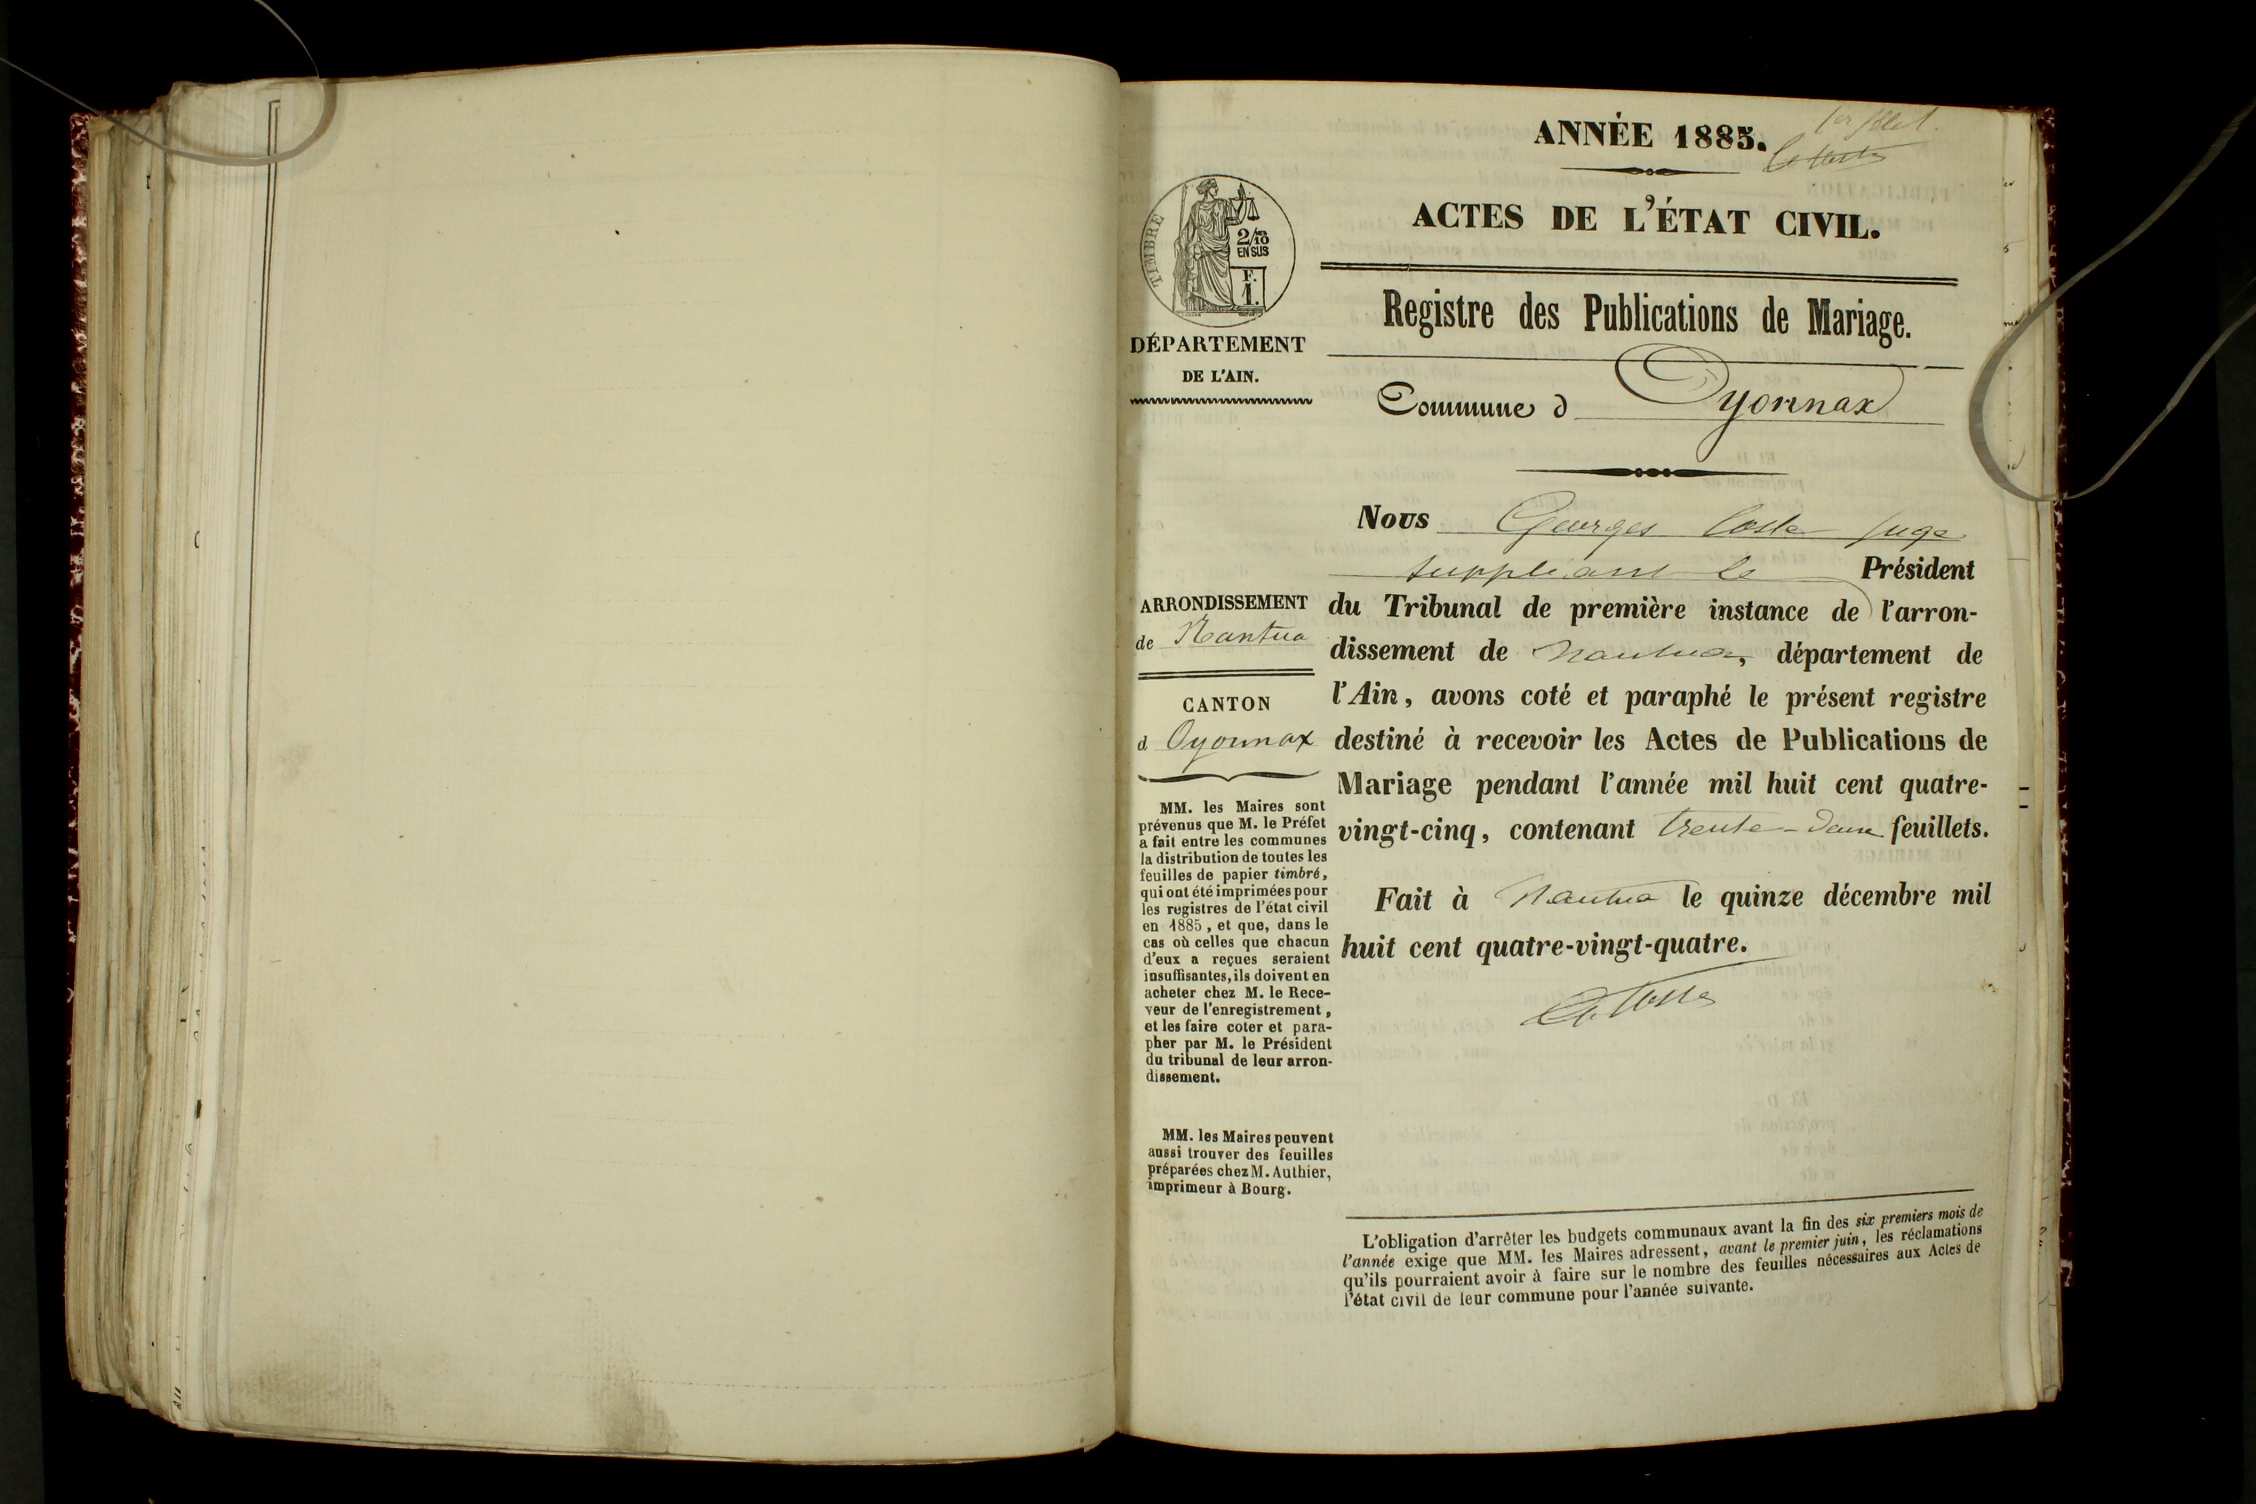 1er fllet
ANNÉE 1885.
ACTES DE L'ÉTAT CIVIL.
TIMBRE
2/10
EN SUS
F.
1.
DÉPARTEMENT
DE L'AIN.
Registre des Publications de Mariage.
Commune d Oyonnax
ARRONDISSEMENT
de Nantua
CANTON
d Oyonnax
MM. les Maires sont
prévenus que M. le Préfet
a fait entre les communes
la distribution de toutes les
feuilles de papier timbré,
qui ont été imprimées pour
les registres de l'état civil
en 1885, et que, dans le
cas où celles que chacun
d'eux a reçues seraient
insuffisantes, ils doivent en
acheter chez M. le Rece-
veur de l'enregistrement,
et les faire coter et para-
pher par M. le Président
du tribunal de leur arron-
dissement.
MM. les Maires peuvent
aussi trouver des feuilles
préparées chez M. Authier,
imprimeur à Bourg.
Nous Georges Coste juge
suppléant le Président
du Tribunal de première instance de l'arron-
dissement de Nantua, département de
l'Ain, avons coté et paraphé le présent registre
destiné à recevoir les Actes de Publications de
Mariage pendant l'année mil huit cent quatre-
vingt-cinq, contenant trente-deux feuillets.
Fait à Nantua le quinze décembre mil
huit cent quatre-vingt-quatre.
L'obligation d'arrêter les budgets communaux avant la fin des six premiers mois de
l'année exige que MM. les Maires adressent, avant le premier juin, les réclamations
qu'ils pourraient avoir à faire sur le nombre des feuilles nécessaires aux Actes de
l'état civil de leur commune pour l'année suivante.